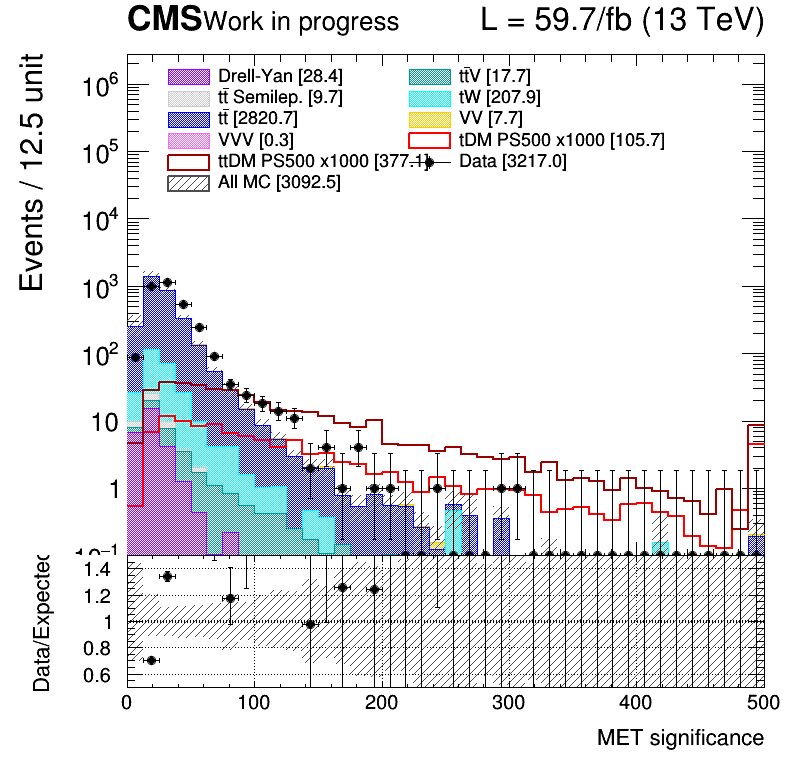 CMS Work in progress L = 59.7/fb (13 TeV)
Events / 12.5 unit
Drell-Yan [28.4] tt̄V [17.7]
tt̄ Semilep. [9.7] tW [207.9]
tt̄ [2820.7] VV [7.7]
VVV [0.3] tDM PS500 x1000 [105.7]
ttDM PS500 x1000 [377.1] Data [3217.0]
All MC [3092.5]
10⁶
10⁵
10⁴
10³
10²
10
1
10⁻¹
Data/Expected
1.4
1.2
1
0.8
0.6
0 100 200 300 400 500
MET significance